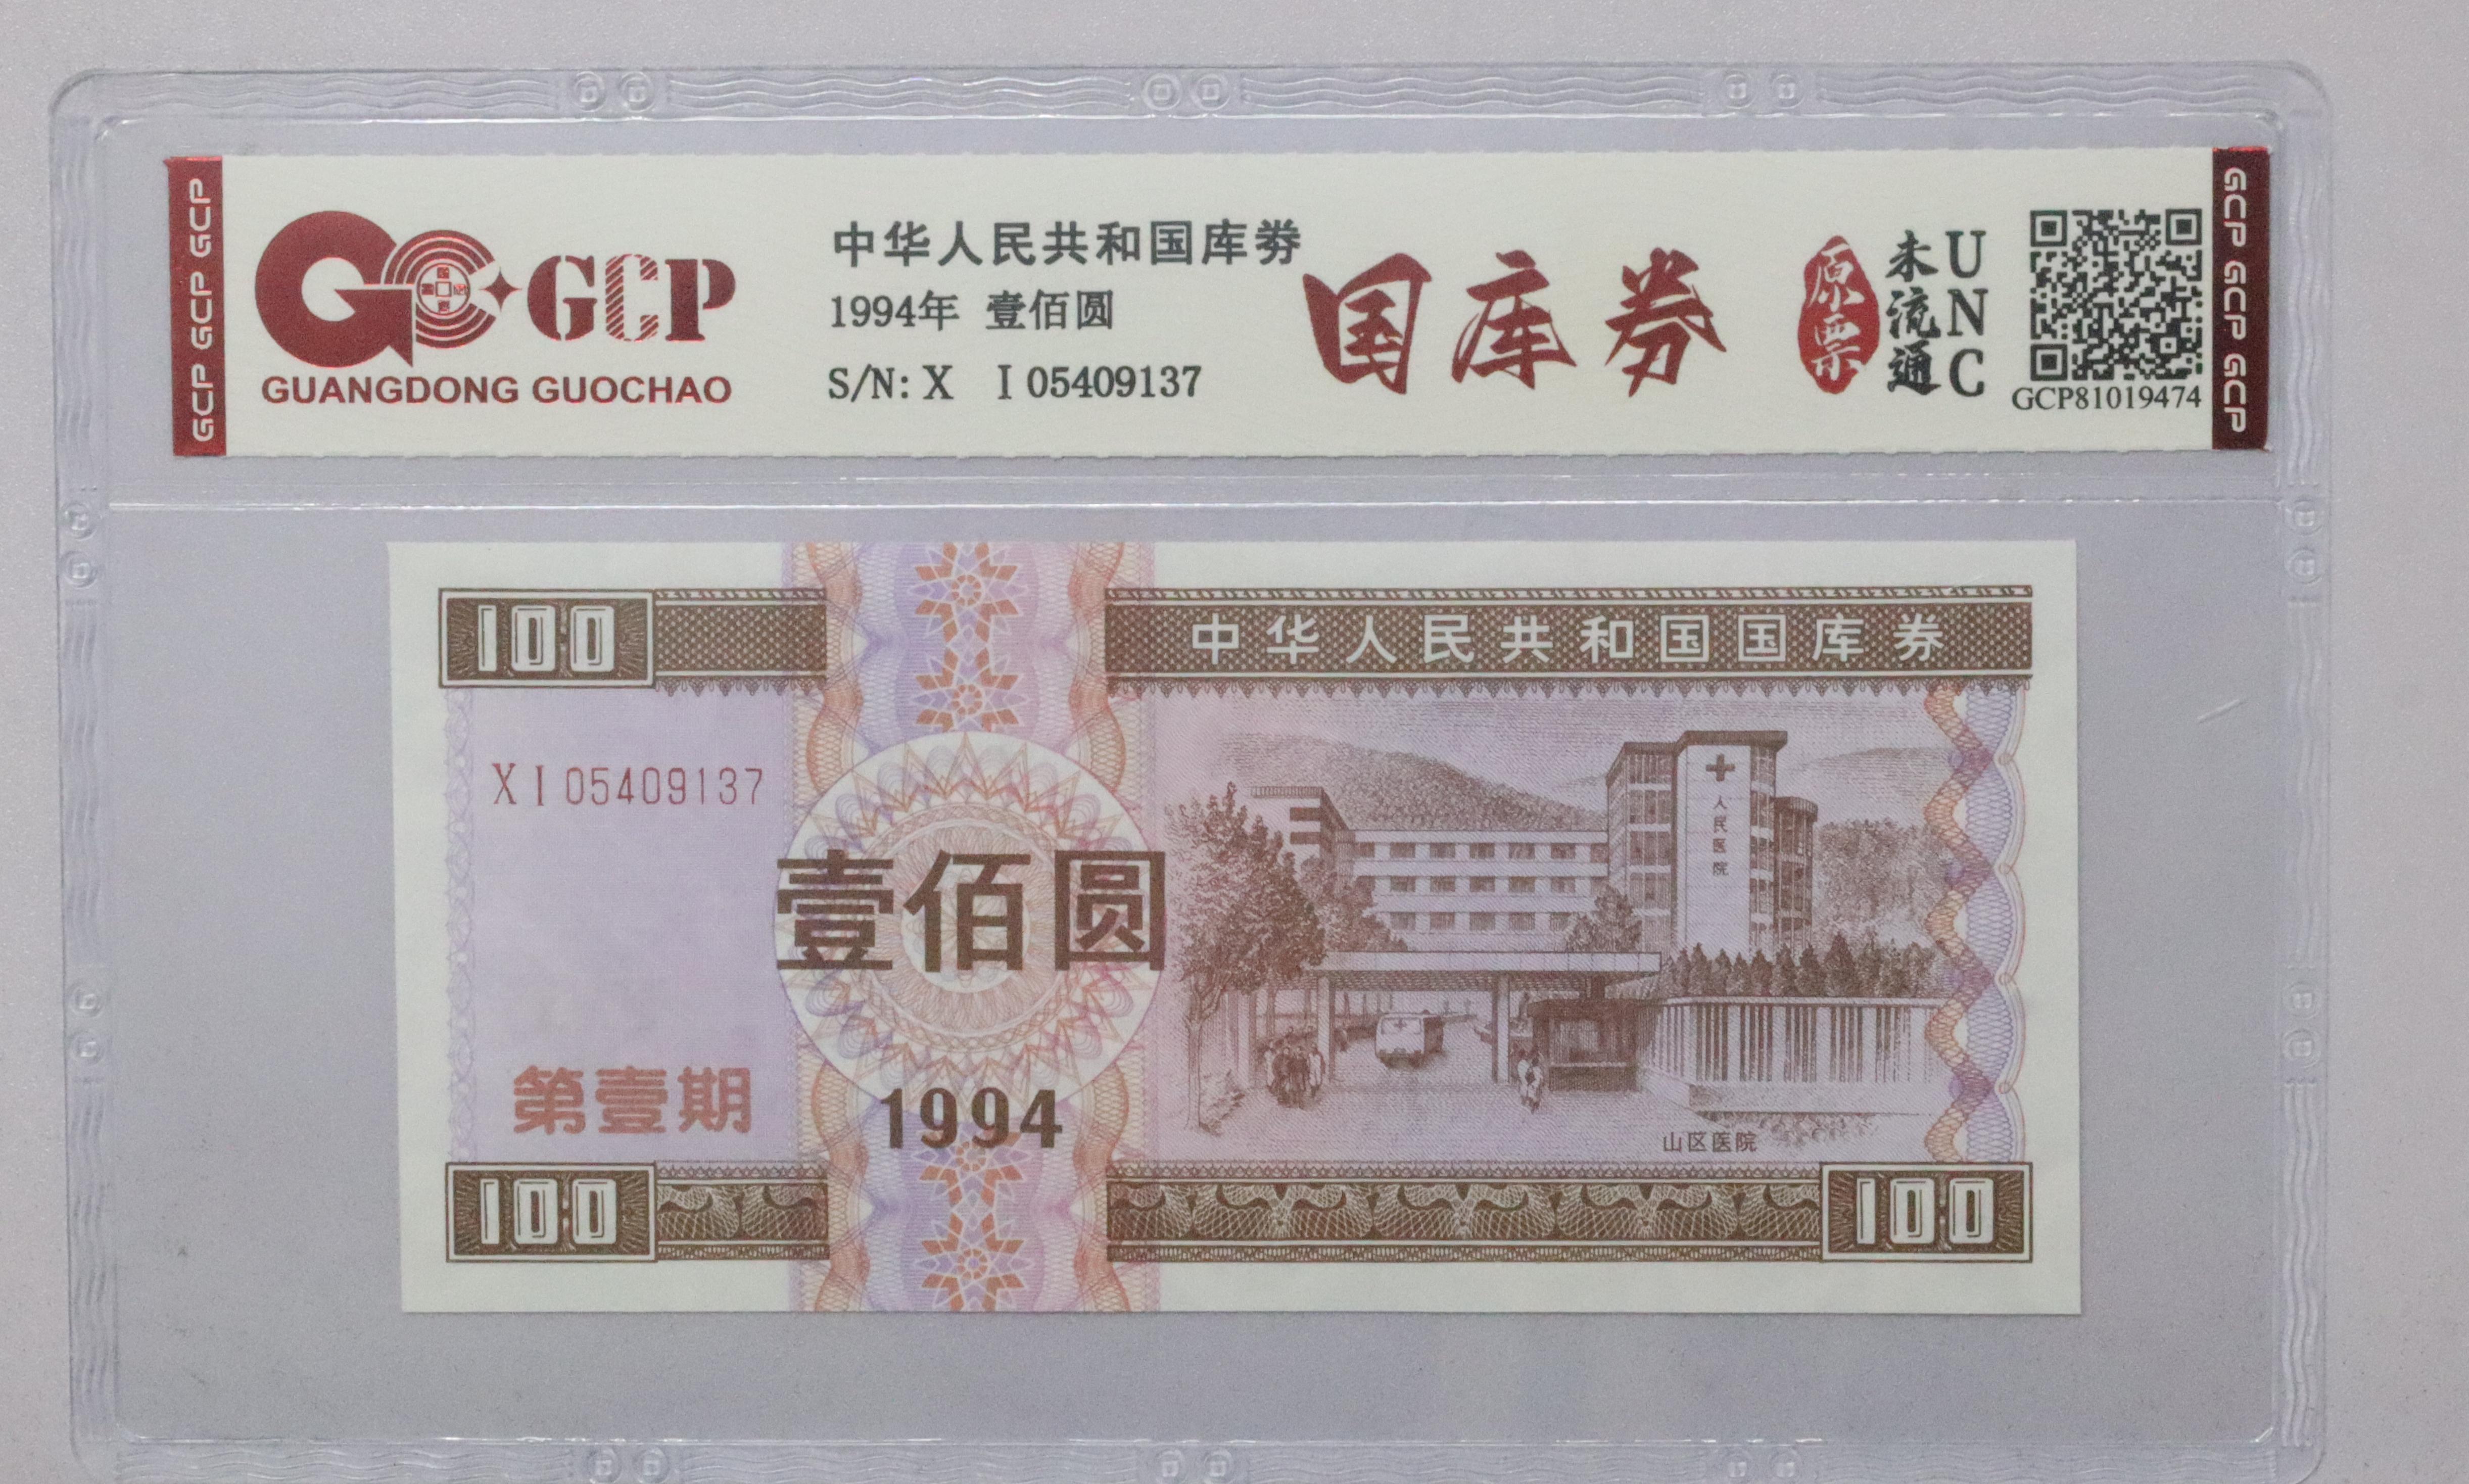 GCP GCP GCP
GCP
GUANGDONG GUOCHAO
中华人民共和国库券
1994年 壹佰圆
S/N: X I 05409137
国库券
原票
未流通
UNC
GCP81019474
GCP GCP GCP
100
中华人民共和国国库券
XI05409137
人民医院
壹佰圆
第壹期
1994
山区医院
100
100